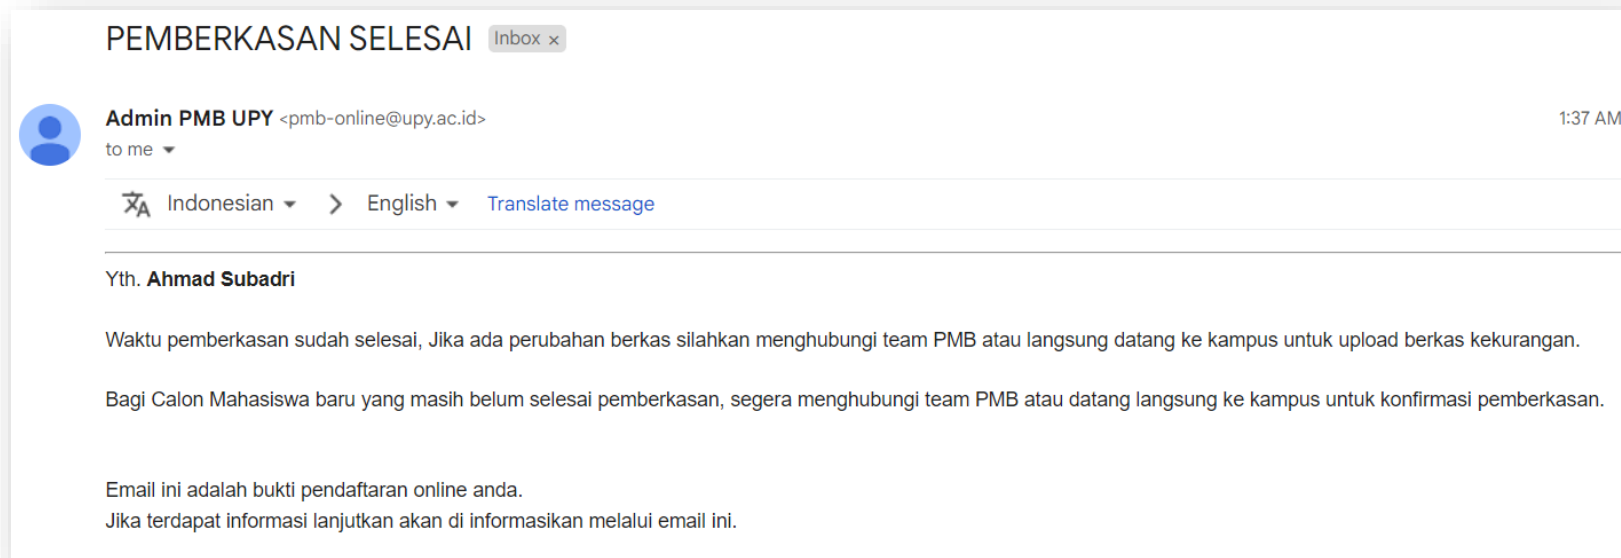 PEMBERKASAN SELESAI Inbox ×
Admin PMB UPY <pmb-online@upy.ac.id> 1:37 AM
to me
Indonesian > English Translate message
Yth. Ahmad Subadri
Waktu pemberkasan sudah selesai, Jika ada perubahan berkas silahkan menghubungi team PMB atau langsung datang ke kampus untuk upload berkas kekurangan.
Bagi Calon Mahasiswa baru yang masih belum selesai pemberkasan, segera menghubungi team PMB atau datang langsung ke kampus untuk konfirmasi pemberkasan.
Email ini adalah bukti pendaftaran online anda.
Jika terdapat informasi lanjutkan akan di informasikan melalui email ini.